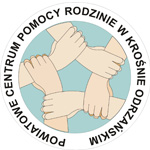 POWIATOWE CENTRUM POMOCY RODZINIE W KROŚNIE ODRZAŃSKIM